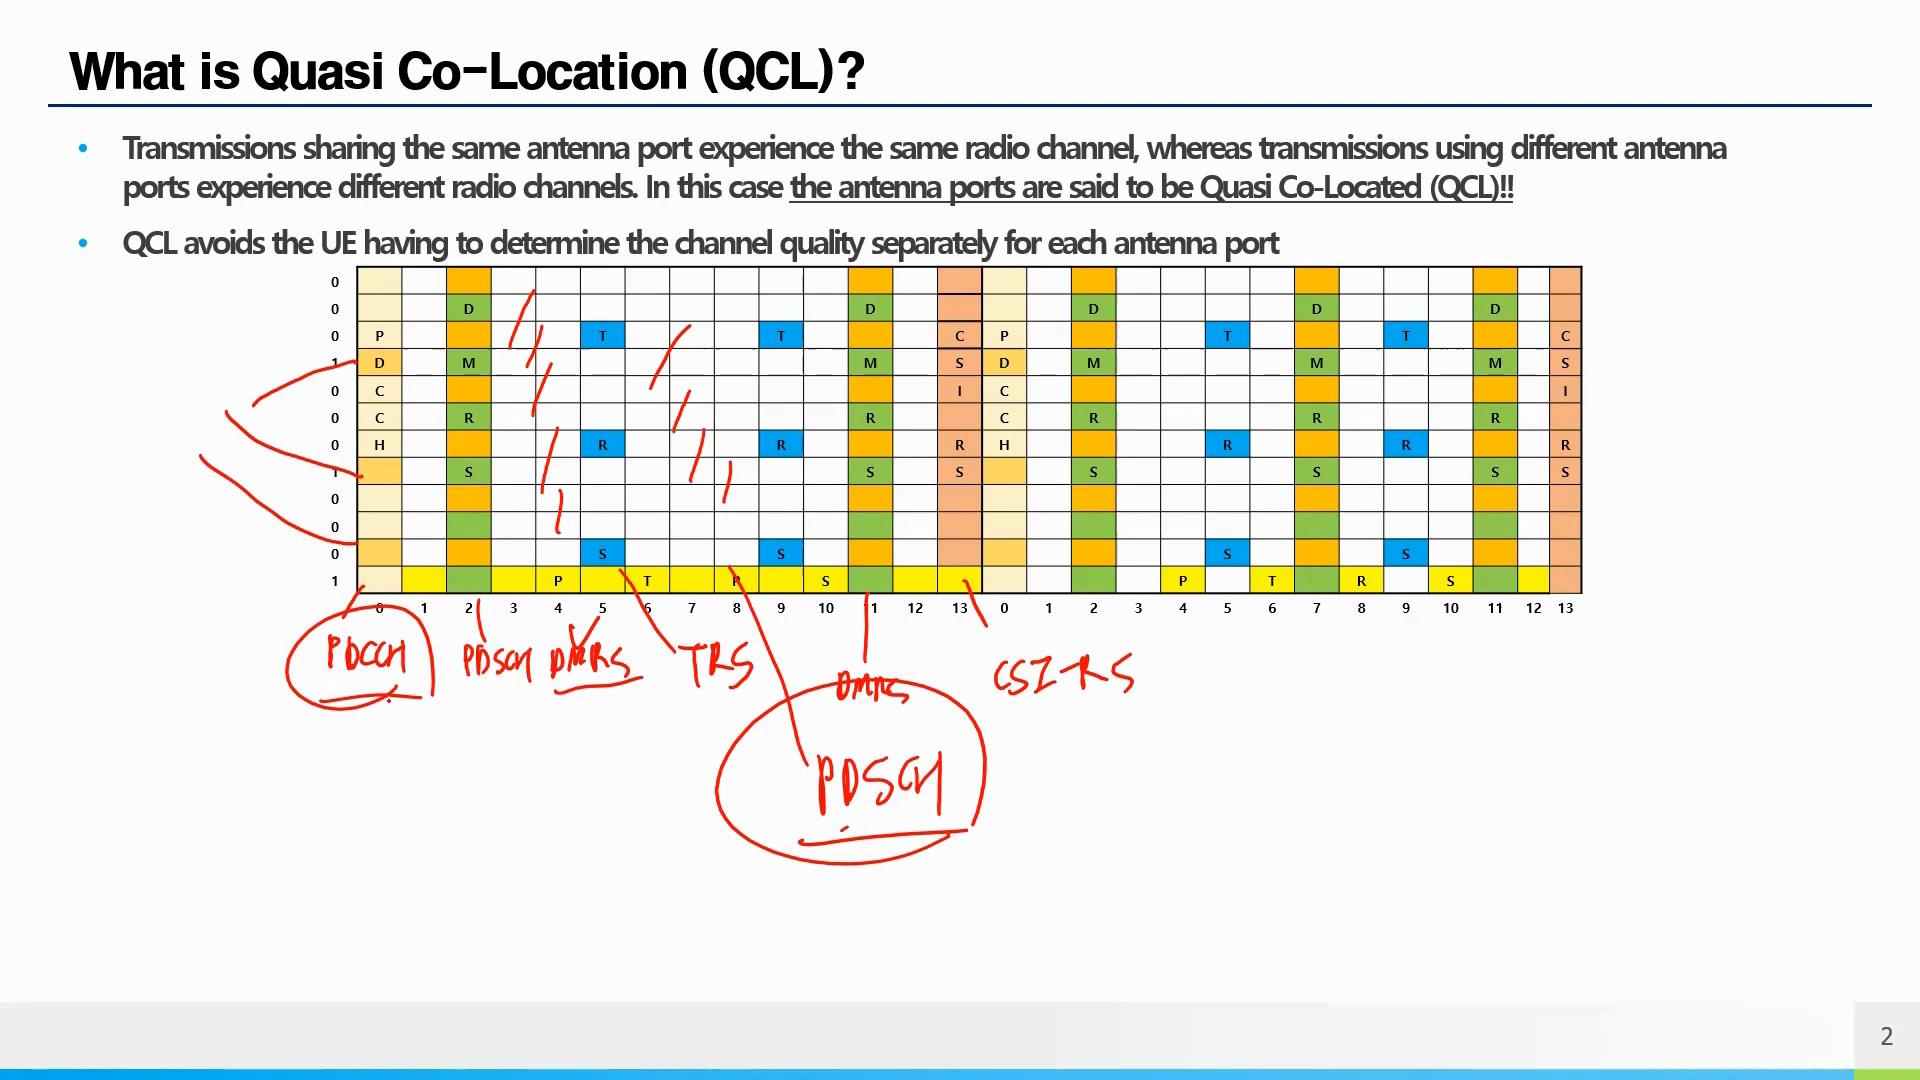 What is Quasi Co-Location (QCL)?
• Transmissions sharing the same antenna port experience the same radio channel, whereas transmissions using different antenna
ports experience different radio channels. In this case the antenna ports are said to be Quasi Co-Located (QCL)!!
• QCL avoids the UE having to determine the channel quality separately for each antenna port
0
0 D D D D D
0 P T T C P T T C
1 D M M S D M M M S
0 C I C I
0 C R R C R R R
0 H R R R H R R R
1 S S S S S S S
0
0
0 S S S S
1 P T R S P T R S
0 1 2 3 4 5 6 7 8 9 10 11 12 13 0 1 2 3 4 5 6 7 8 9 10 11 12 13
PDCCH PDSCH DMRS TRS DMRS CSI-RS
PDSCH
2